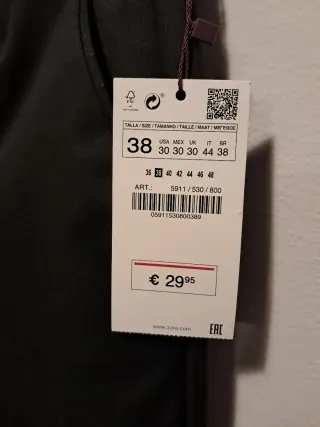 TALLA / SIZE / TAMANHO / TAILLE / MAAT / ΜΕΓΕΘΟΣ
38 USA 30 MEX 30 UK 30 IT 44 BR 38
36 38 40 42 44 46 48
ART.: 5911 / 530 / 800
05911530800389
€ 29 95
www.zara.com
EAC